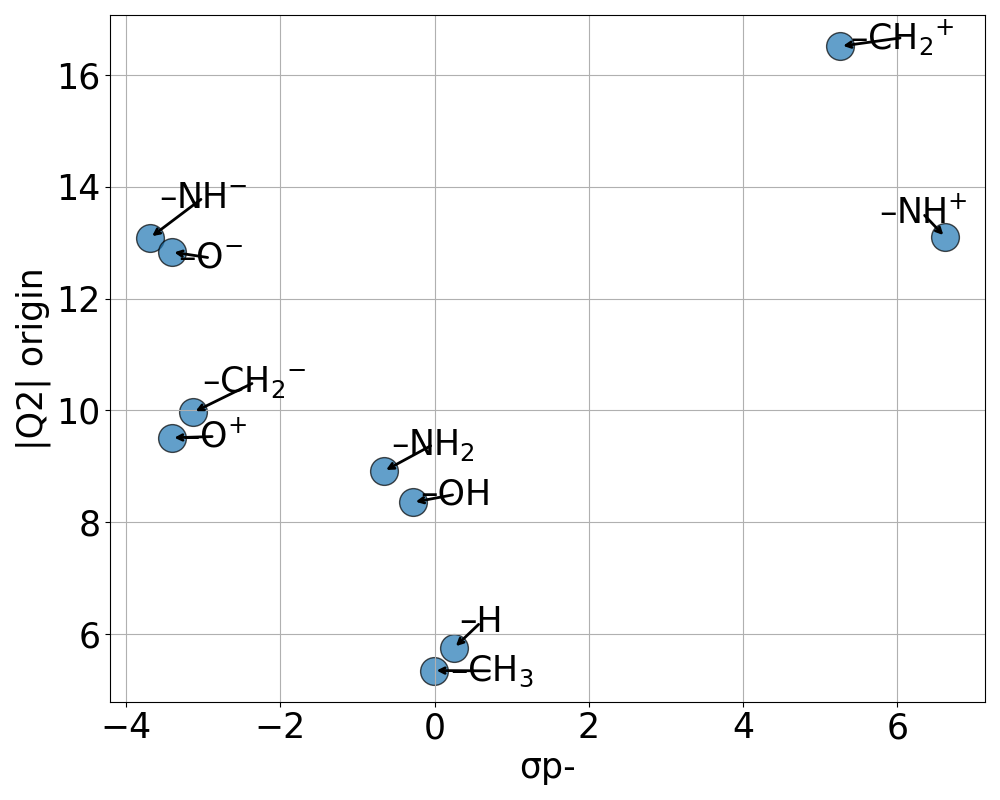 –CH₂⁺
16
14
–NH⁻
–NH⁺
–O⁻
12
|Q2| origin
–CH₂⁻
10
–O⁺
–NH₂
–OH
8
–H
6
–CH₃
−4 −2 0 2 4 6
σp-